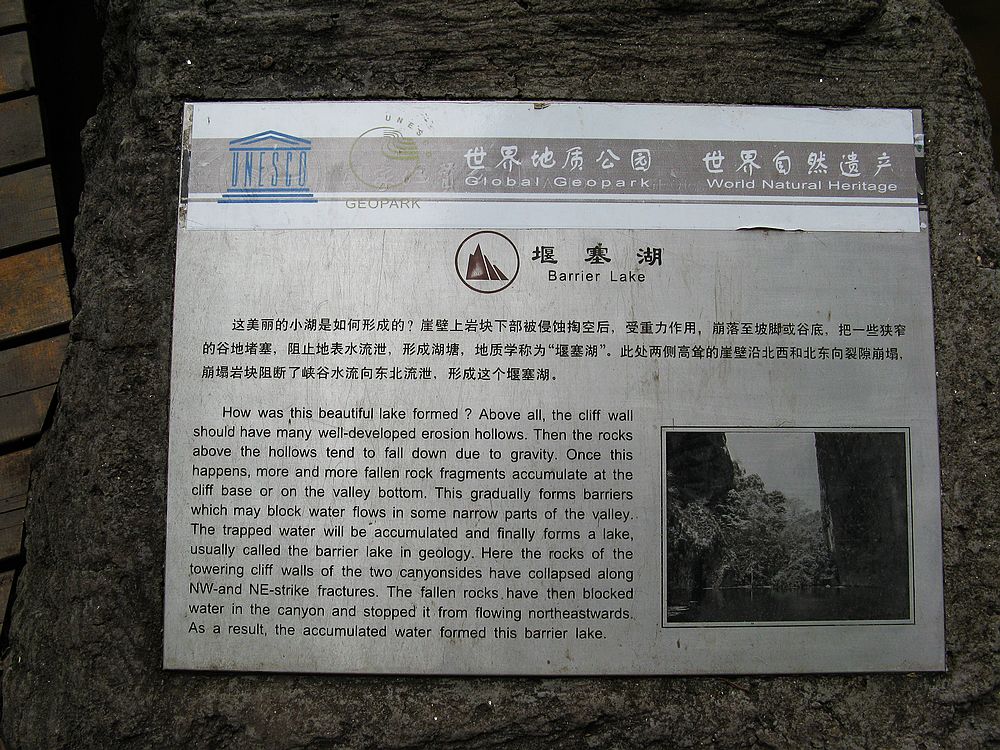 UNESCO
UNESCO
GEOPARK
世界地质公园
Global Geopark
世界自然遗产
World Natural Heritage
堰塞湖
Barrier Lake
这美丽的小湖是如何形成的？崖壁上岩块下部被侵蚀掏空后，受重力作用，崩落至坡脚或谷底，把一些狭窄
的谷地堵塞，阻止地表水流泄，形成湖塘，地质学称为“堰塞湖”。此处两侧高耸的崖壁沿北西和北东向裂隙崩塌，
崩塌岩块阻断了峡谷水流向东北流泄，形成这个堰塞湖。
How was this beautiful lake formed ? Above all, the cliff wall
should have many well-developed erosion hollows. Then the rocks
above the hollows tend to fall down due to gravity. Once this
happens, more and more fallen rock fragments accumulate at the
cliff base or on the valley bottom. This gradually forms barriers
which may block water flows in some narrow parts of the valley.
The trapped water will be accumulated and finally forms a lake,
usually called the barrier lake in geology. Here the rocks of the
towering cliff walls of the two canyonsides have collapsed along
NW-and NE-strike fractures. The fallen rocks have then blocked
water in the canyon and stopped it from flowing northeastwards.
As a result, the accumulated water formed this barrier lake.